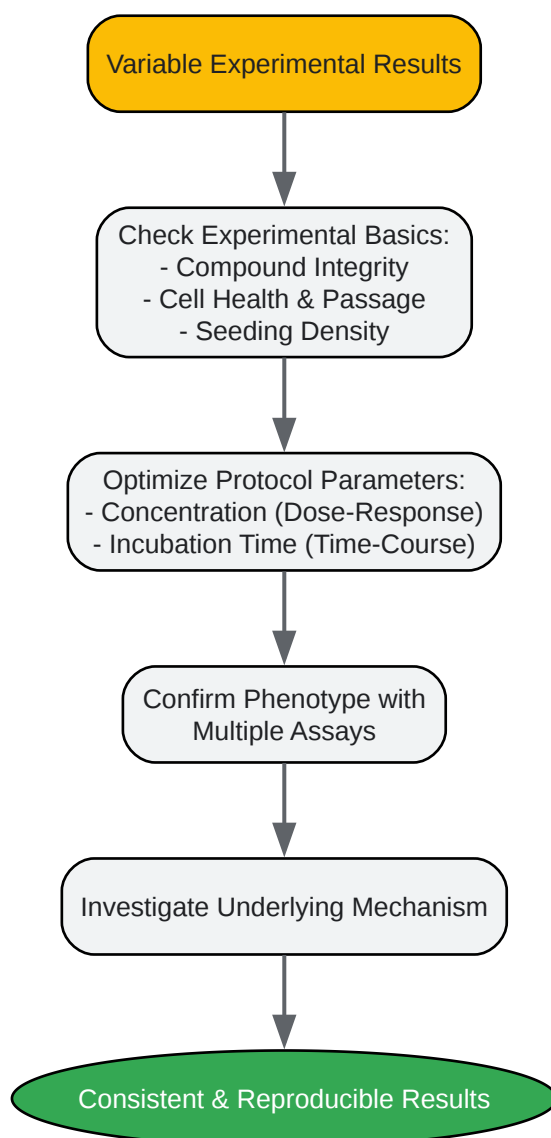 Variable Experimental Results
Check Experimental Basics:
- Compound Integrity
- Cell Health & Passage
- Seeding Density
Optimize Protocol Parameters:
- Concentration (Dose-Response)
- Incubation Time (Time-Course)
Confirm Phenotype with
Multiple Assays
Investigate Underlying Mechanism
Consistent & Reproducible Results